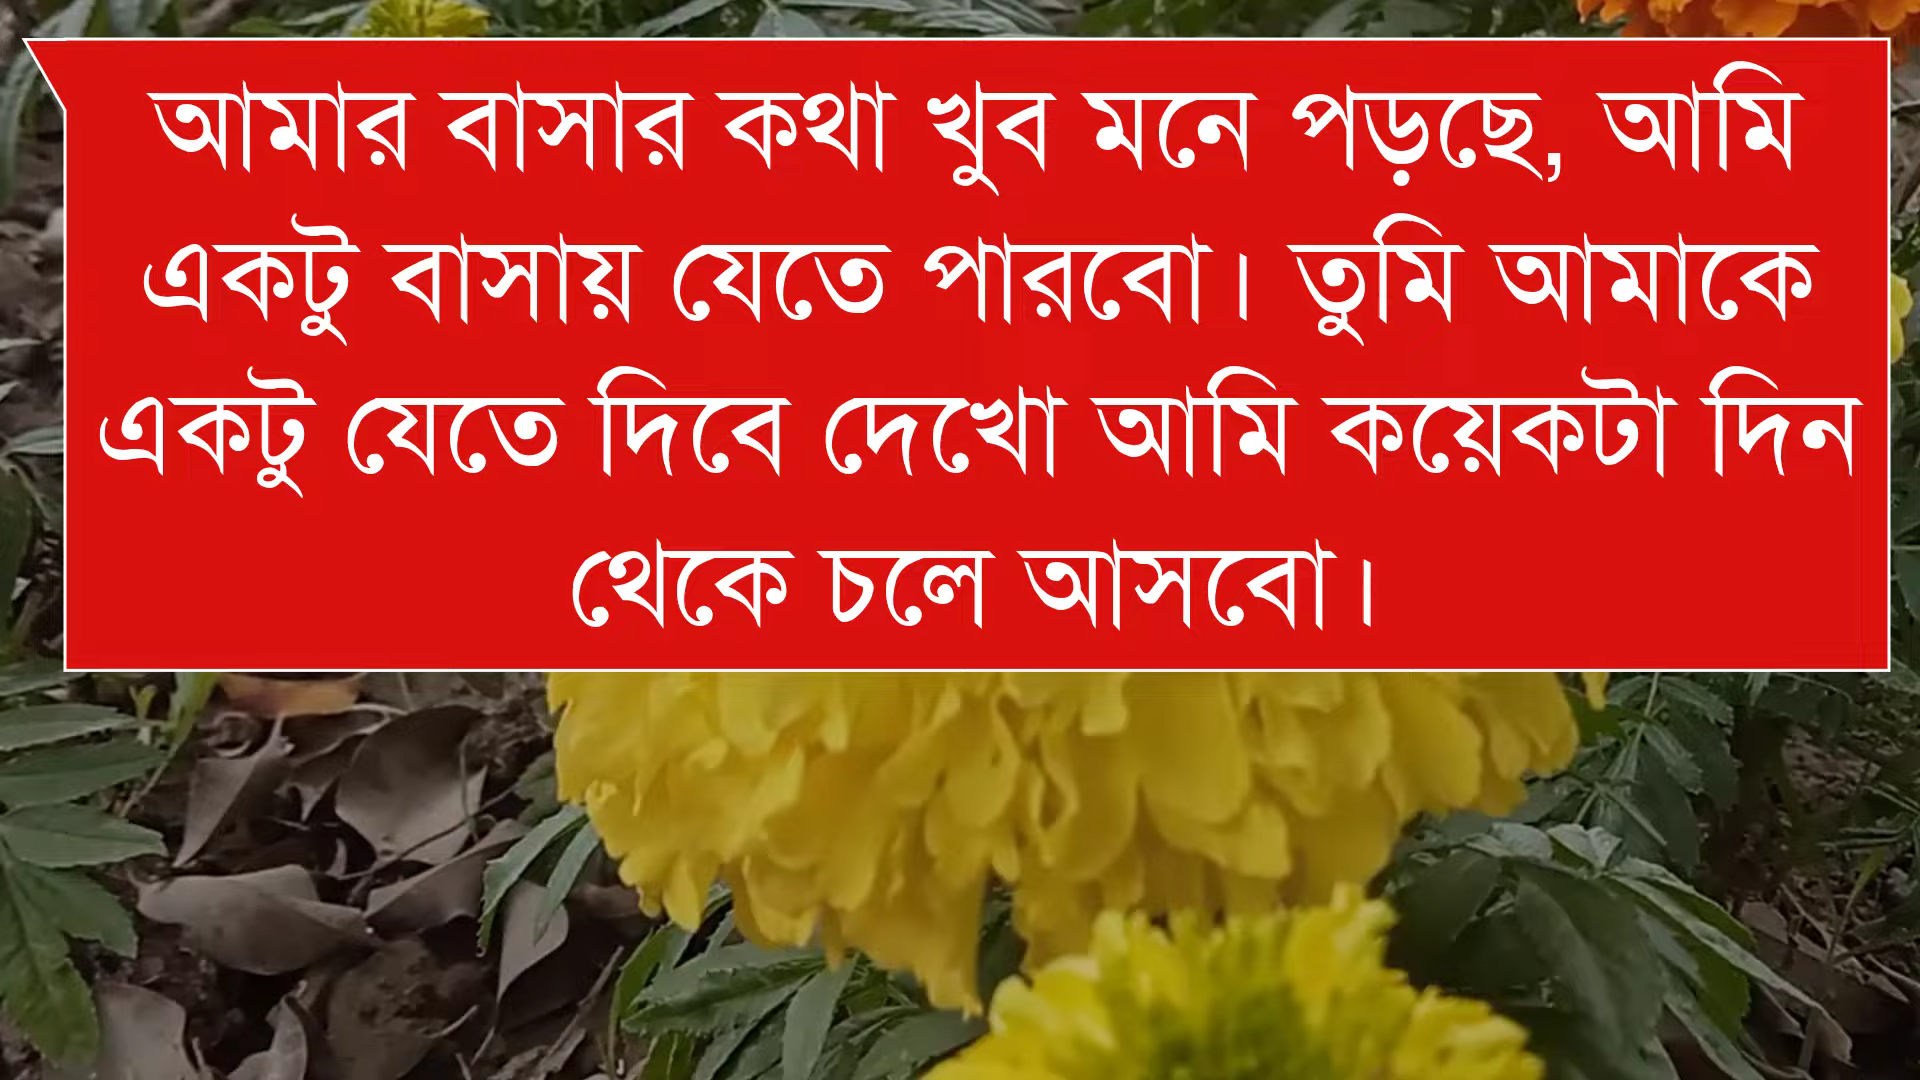 আমার বাসার কথা খুব মনে পড়ছে, আমি
একটু বাসায় যেতে পারবো। তুমি আমাকে
একটু যেতে দিবে দেখো আমি কয়েকটা দিন
থেকে চলে আসবো।